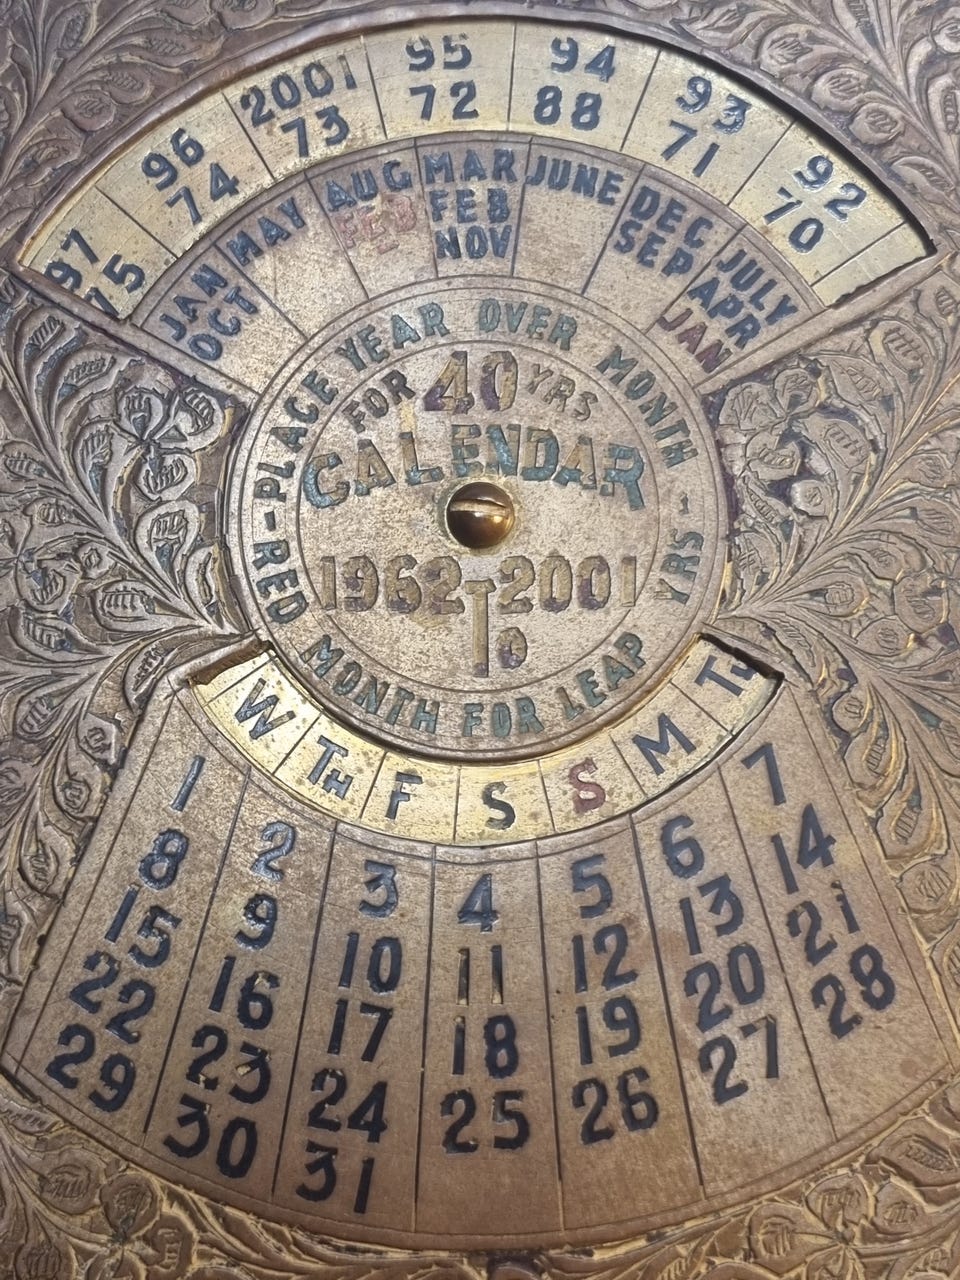 97 96 2001 95 94 93 92
75 74 73 72 88 71 70
JAN MAY AUG MAR JUNE DEC JULY
OCT FEB FEB SEP APR
NOV JAN
PLACE YEAR OVER MONTH
RED MONTH FOR LEAP YRS
FOR 40 YRS
CALENDAR
1962 2001
To
W TH F S S M Tu
1 2 3 4 5 6 7
8 9 10 11 12 13 14
15 16 17 18 19 20 21
22 23 24 25 26 27 28
29 30 31